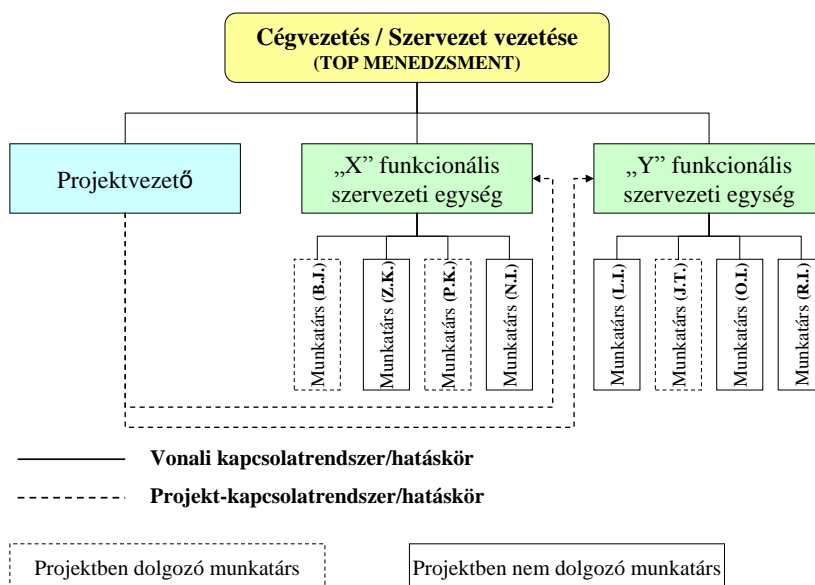 Cégvezetés / Szervezet vezetése
(TOP MENEDZSMENT)
Projektvezető
„X” funkcionális
szervezeti egység
„Y” funkcionális
szervezeti egység
Munkatárs (B.J.)
Munkatárs (Z.K.)
Munkatárs (P.K.)
Munkatárs (N.I.)
Munkatárs (L.I.)
Munkatárs (J.T.)
Munkatárs (O.I.)
Munkatárs (R.I.)
Vonali kapcsolatrendszer/hatáskör
Projekt-kapcsolatrendszer/hatáskör
Projektben dolgozó munkatárs
Projektben nem dolgozó munkatárs